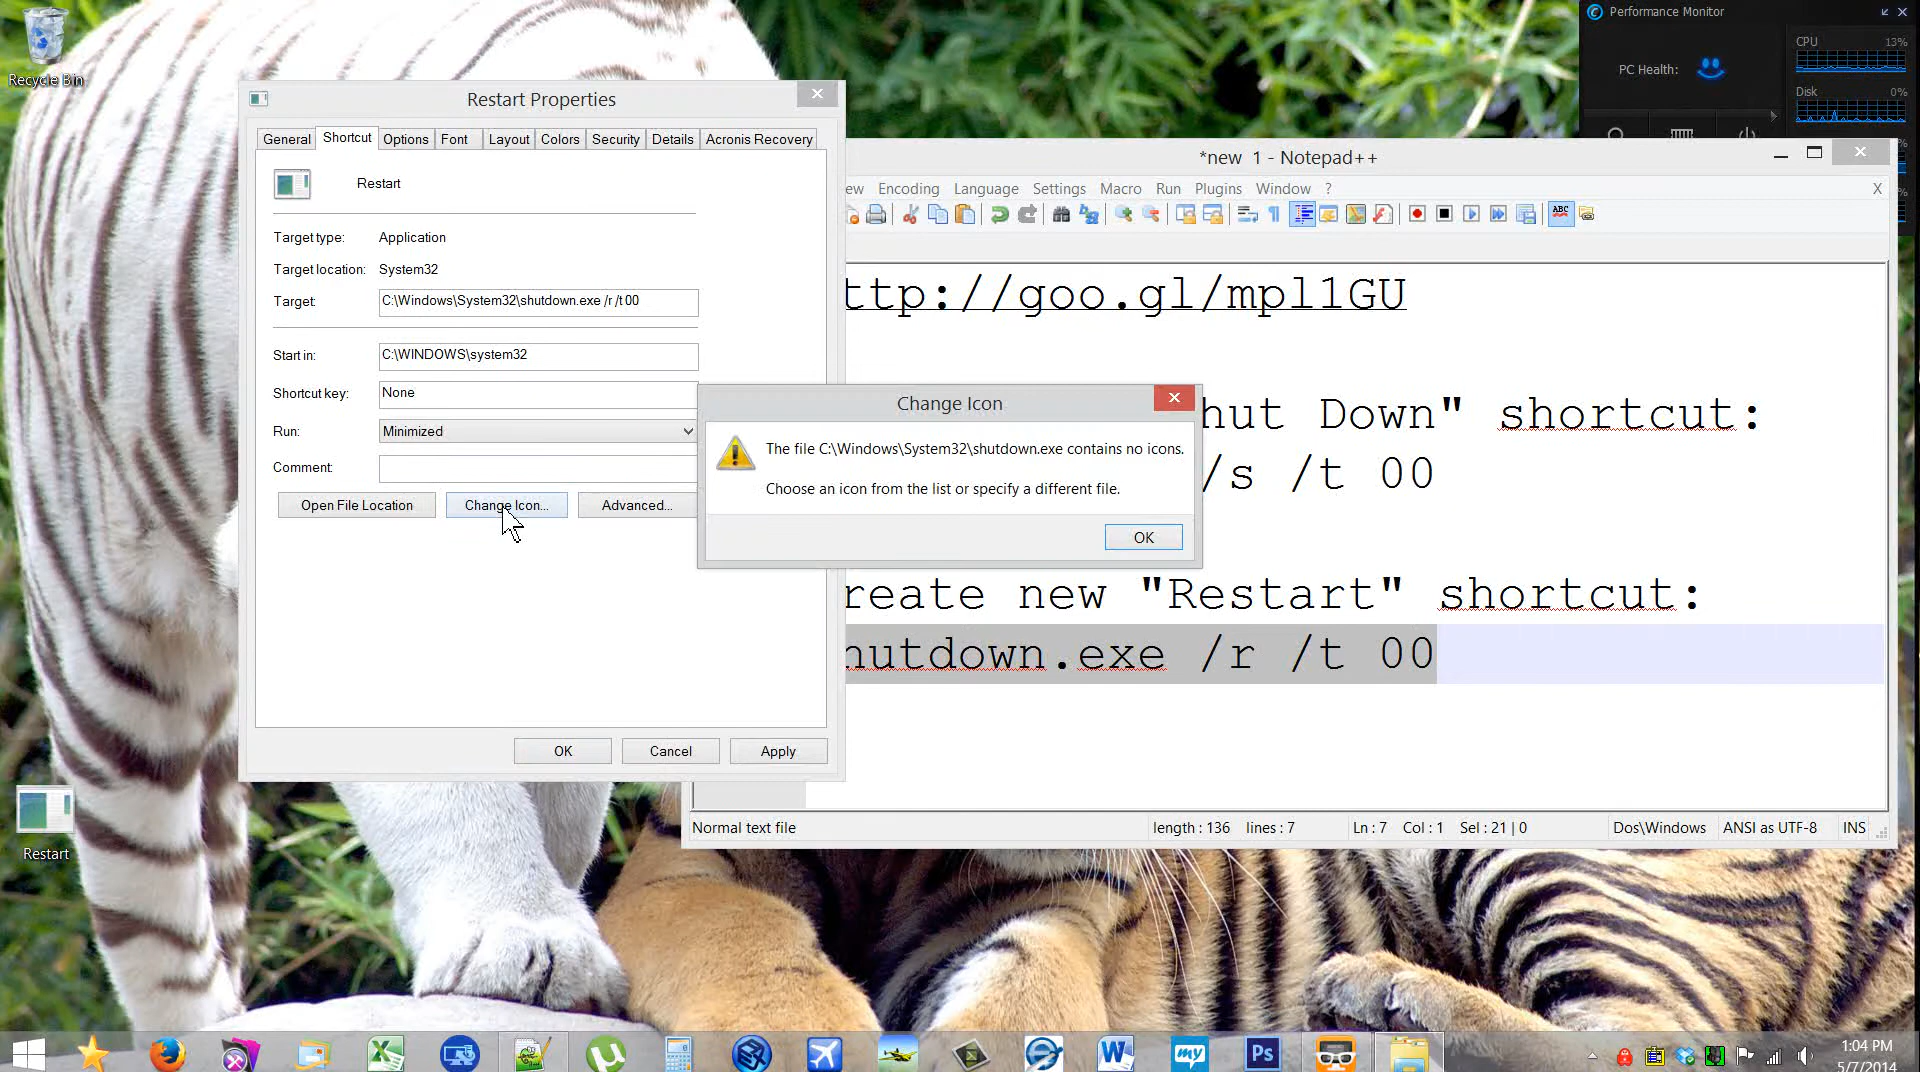 Recycle Bin
Restart Properties
General Shortcut Options Font Layout Colors Security Details Acronis Recovery
Restart
Target type: Application
Target location: System32
Target: C:\Windows\System32\shutdown.exe /r /t 00
Start in: C:\WINDOWS\system32
Shortcut key: None
Run: Minimized
Comment:
Open File Location Change Icon... Advanced...
OK Cancel Apply
Change Icon
The file C:\Windows\System32\shutdown.exe contains no icons.
Choose an icon from the list or specify a different file.
OK
Performance Monitor
PC Health:
CPU 13%
Disk 0%
*new 1 - Notepad++
ew Encoding Language Settings Macro Run Plugins Window ? X
ABC
ttp://goo.gl/mpl1GU
hut Down" shortcut:
/s /t 00
reate new "Restart" shortcut:
hutdown.exe /r /t 00
Normal text file length : 136 lines : 7 Ln : 7 Col : 1 Sel : 21 | 0 Dos\Windows ANSI as UTF-8 INS
Restart
my
Ps
1:04 PM
5/7/2014